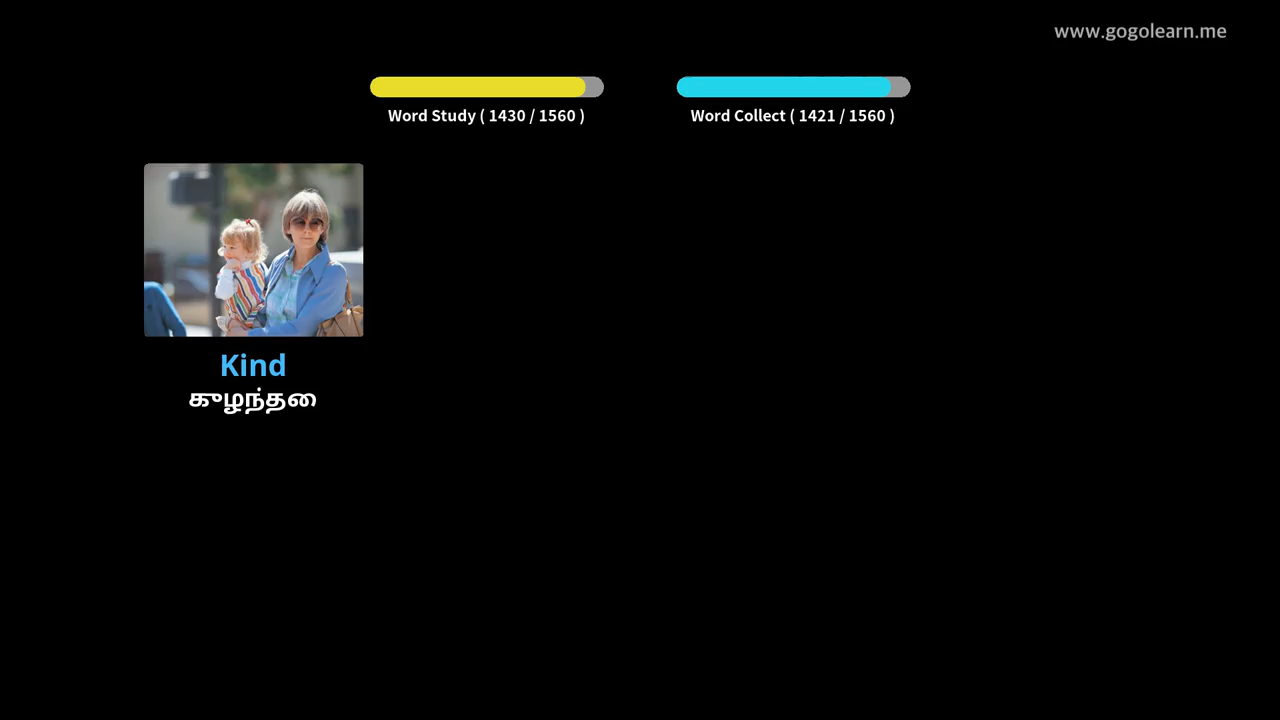 www.gogolearn.me
Word Study ( 1430 / 1560 )
Word Collect ( 1421 / 1560 )
Kind
குழந்தை